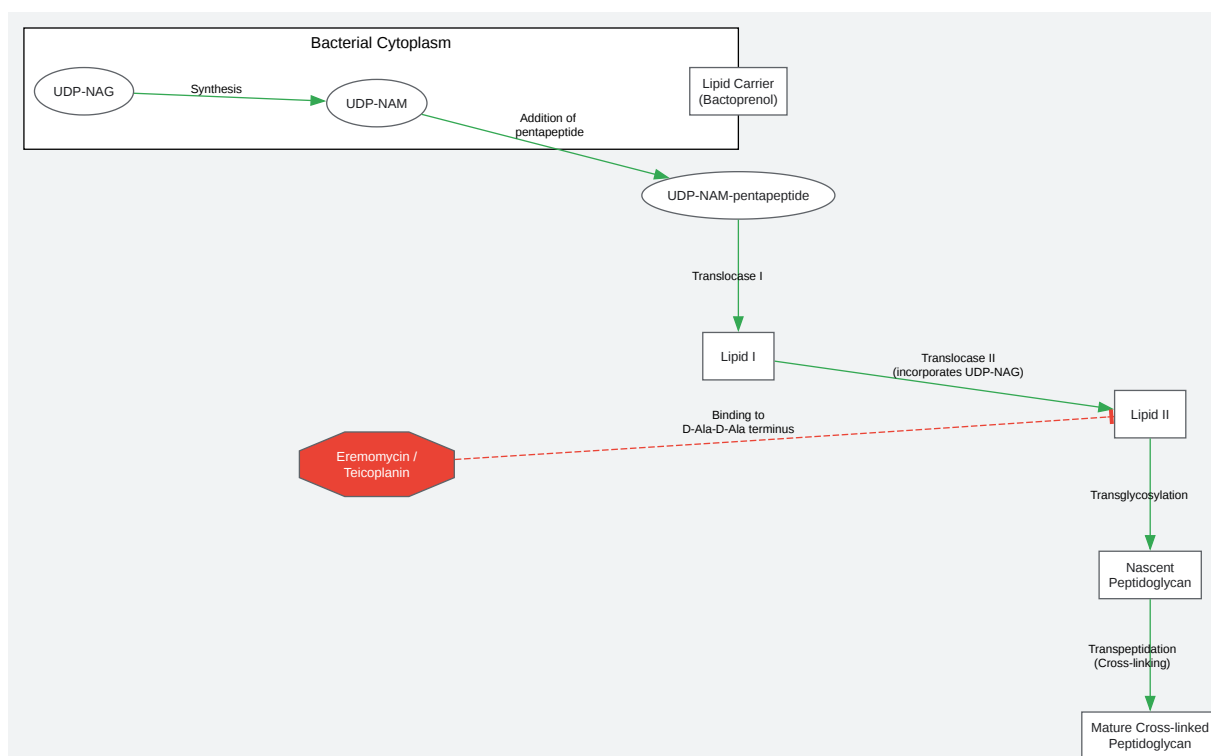 Bacterial Cytoplasm
UDP-NAG
Synthesis
UDP-NAM
Lipid Carrier
(Bactoprenol)
Addition of
pentapeptide
UDP-NAM-pentapeptide
Translocase I
Lipid I
Translocase II
(incorporates UDP-NAG)
Lipid II
Binding to
D-Ala-D-Ala terminus
Eremomycin /
Teicoplanin
Transglycosylation
Nascent
Peptidoglycan
Transpeptidation
(Cross-linking)
Mature Cross-linked
Peptidoglycan